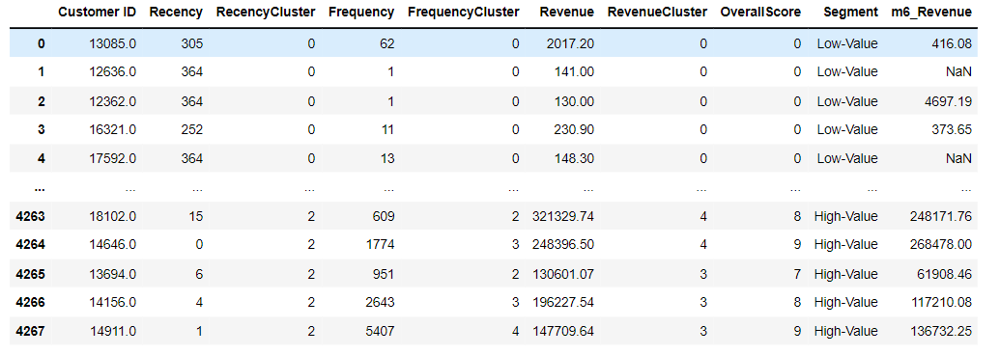 Customer ID Recency RecencyCluster Frequency FrequencyCluster Revenue RevenueCluster OverallScore Segment m6_Revenue
0 13085.0 305 0 62 0 2017.20 0 0 Low-Value 416.08
1 12636.0 364 0 1 0 141.00 0 0 Low-Value NaN
2 12362.0 364 0 1 0 130.00 0 0 Low-Value 4697.19
3 16321.0 252 0 11 0 230.90 0 0 Low-Value 373.65
4 17592.0 364 0 13 0 148.30 0 0 Low-Value NaN
... ... ... ... ... ... ... ... ... ... ...
4263 18102.0 15 2 609 2 321329.74 4 8 High-Value 248171.76
4264 14646.0 0 2 1774 3 248396.50 4 9 High-Value 268478.00
4265 13694.0 6 2 951 2 130601.07 3 7 High-Value 61908.46
4266 14156.0 4 2 2643 3 196227.54 3 8 High-Value 117210.08
4267 14911.0 1 2 5407 4 147709.64 3 9 High-Value 136732.25